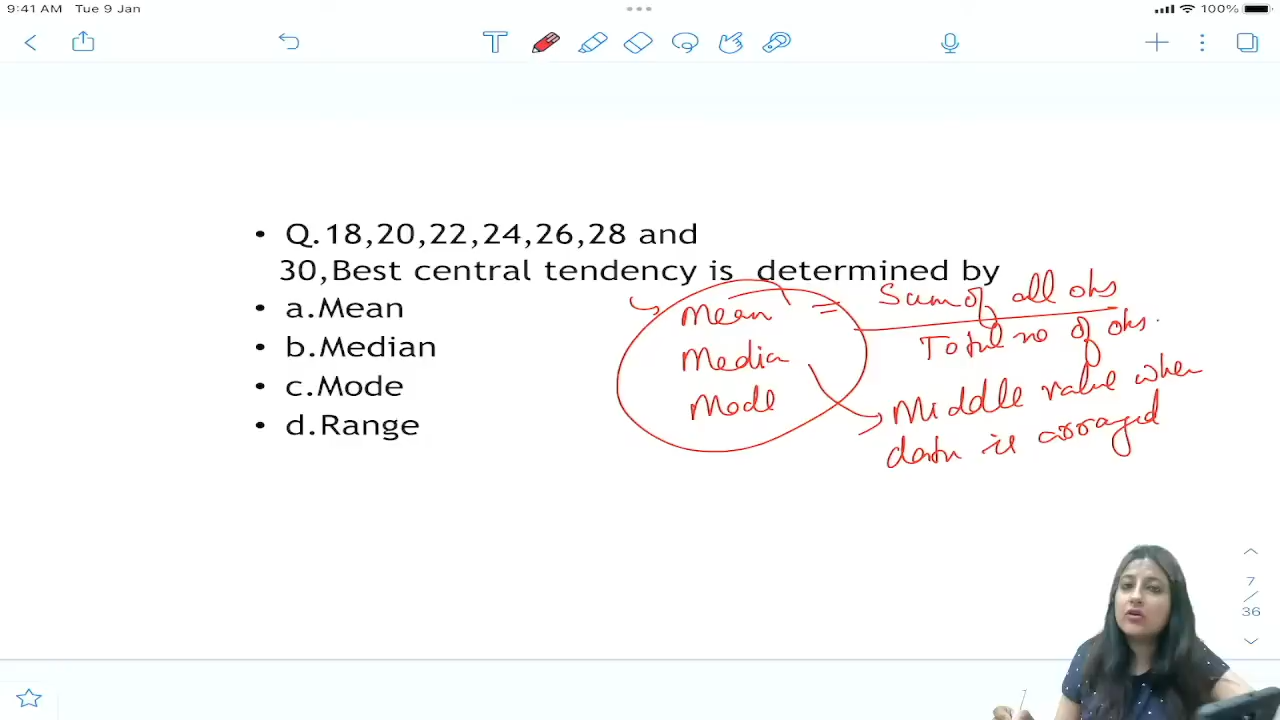 9:41 AM Tue 9 Jan
100%
T
• Q.18,20,22,24,26,28 and
30,Best central tendency is determined by
• a.Mean
• b.Median
• c.Mode
• d.Range
Mean = Sum of all obs
Total no of obs.
Media
Mode
Middle value when
data is arraged
7
36